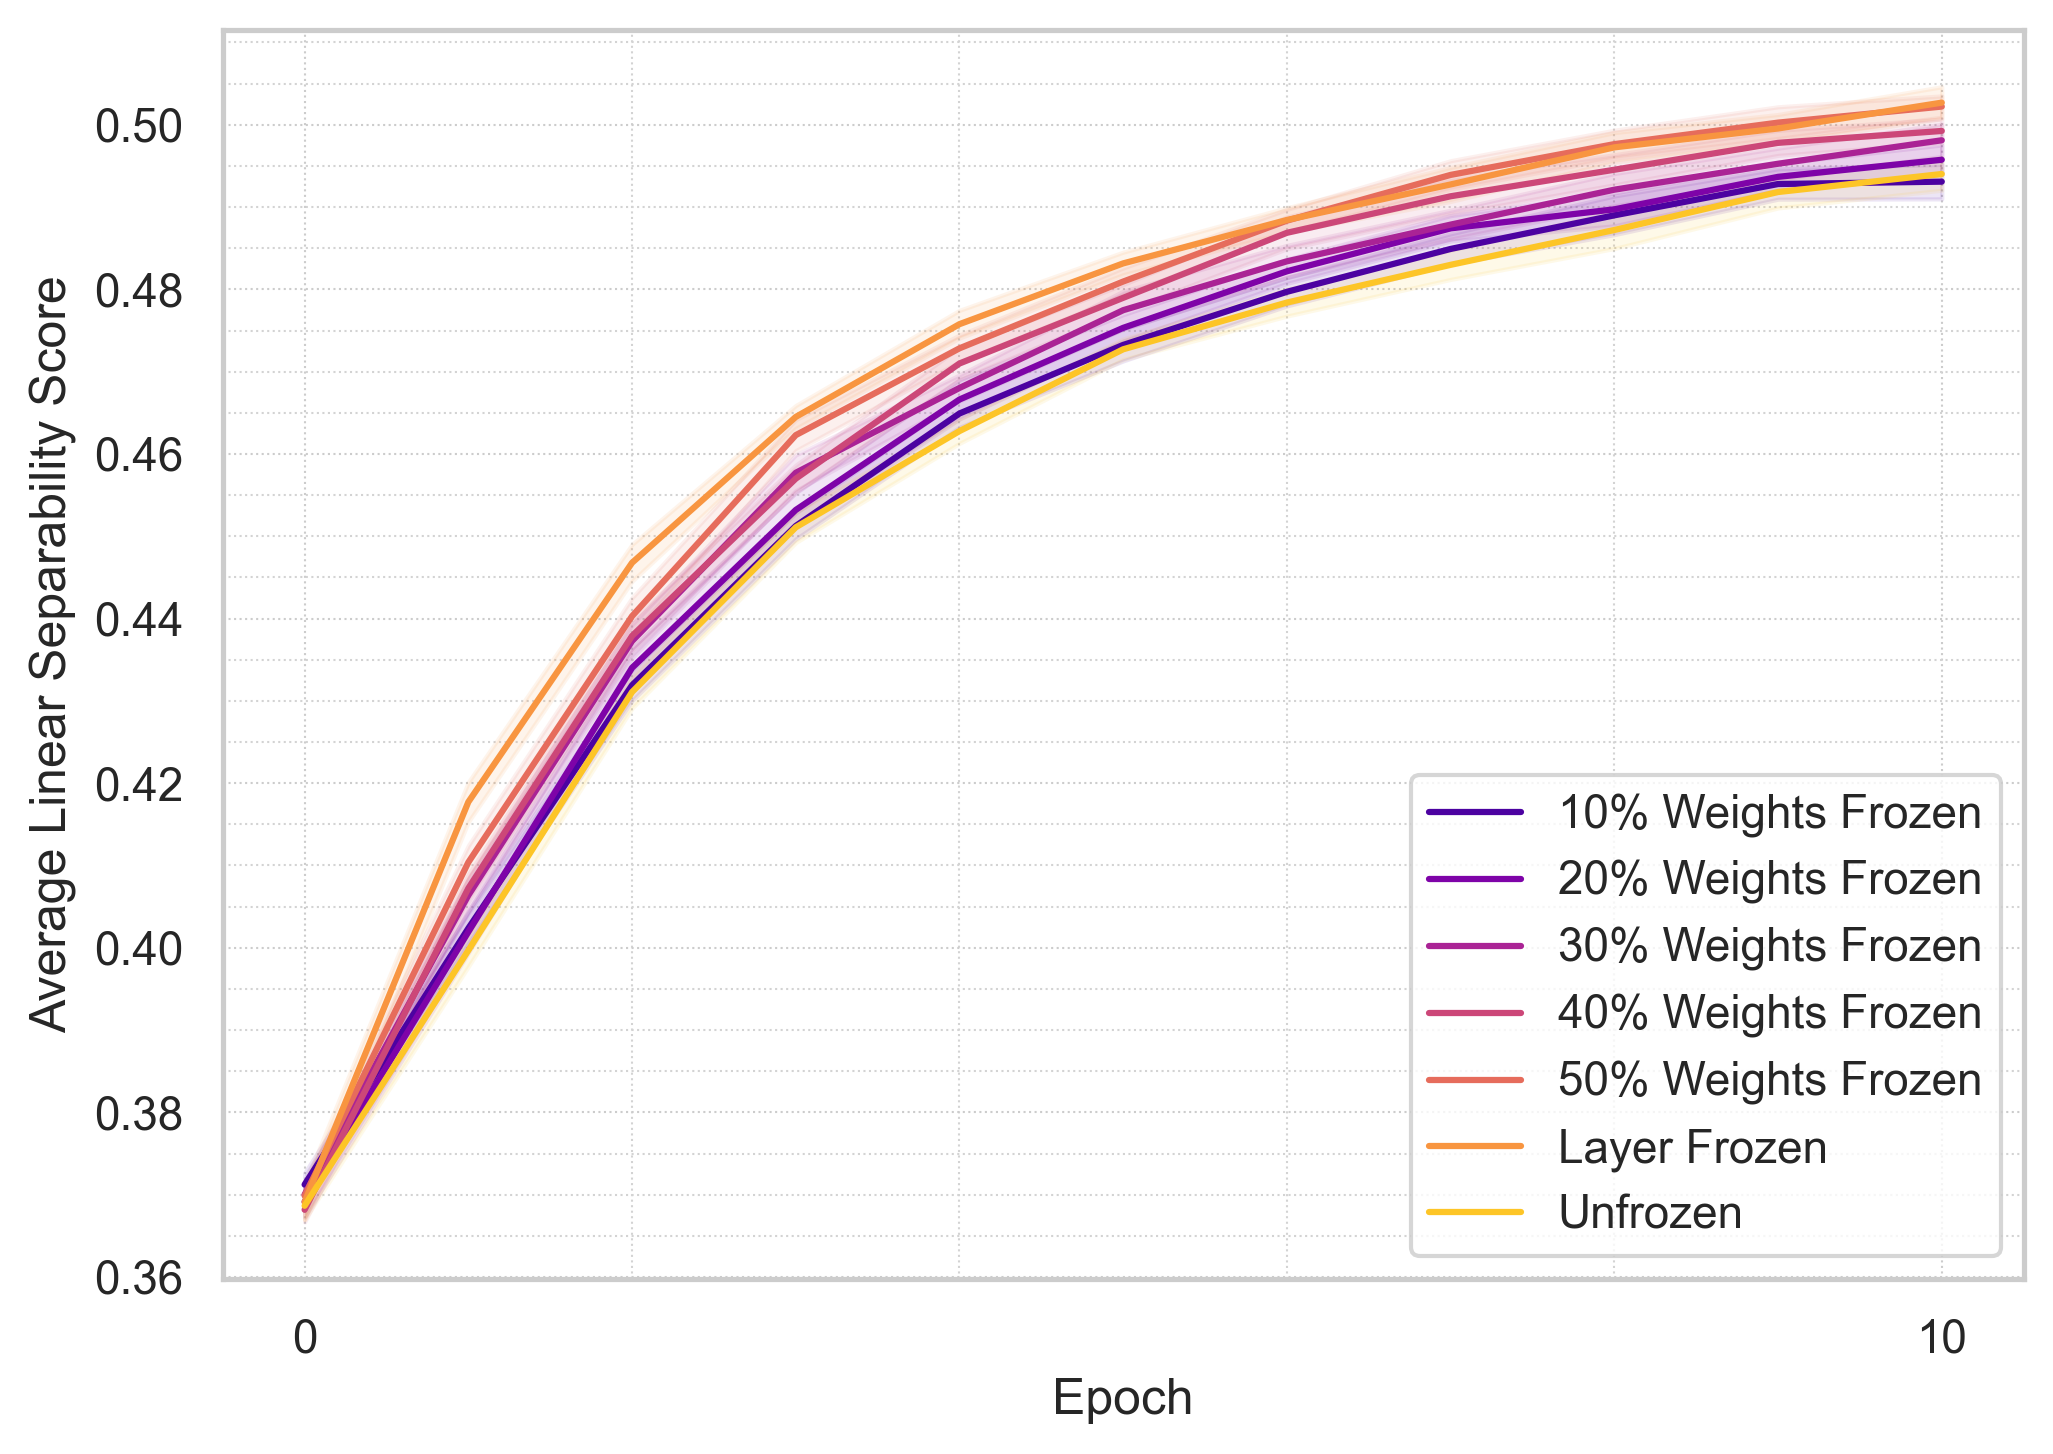 Average Linear Separability Score
0.50
0.48
0.46
0.44
0.42
0.40
0.38
0.36
10% Weights Frozen
20% Weights Frozen
30% Weights Frozen
40% Weights Frozen
50% Weights Frozen
Layer Frozen
Unfrozen
0
10
Epoch